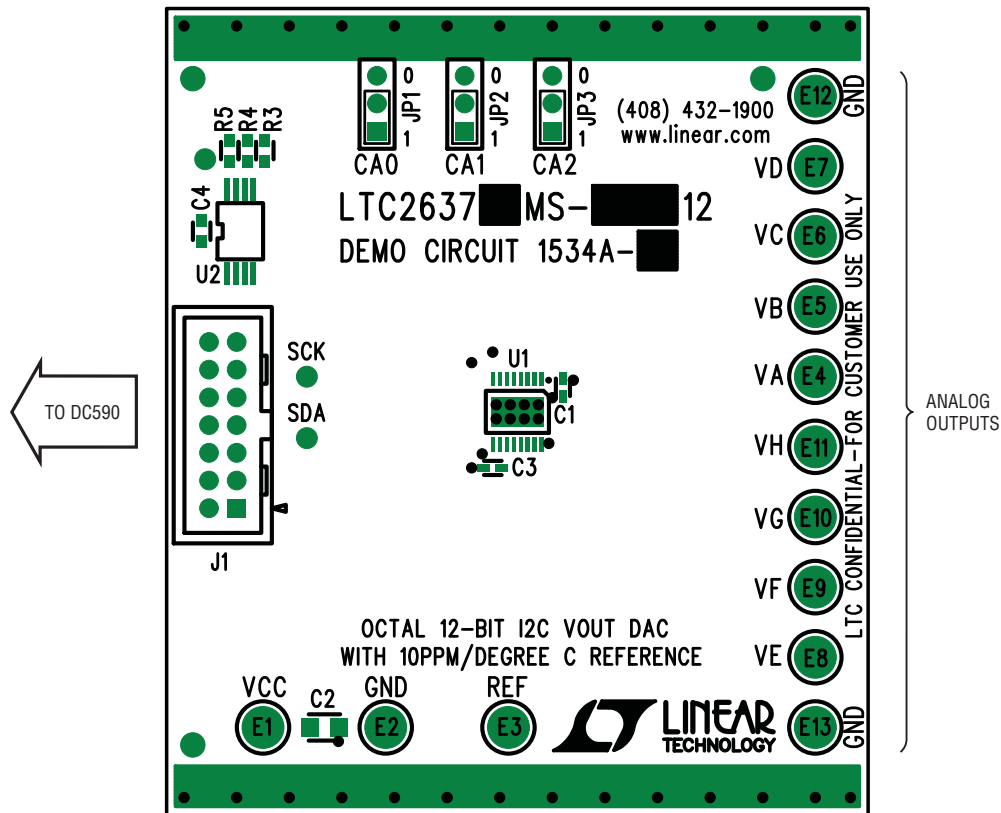 0
JP1
1
CA0
0
JP2
1
CA1
0
JP3
1
CA2
(408) 432-1900
www.linear.com
E12
GND
R5
R4
R3
C4
U2
LTC2637 MS- 12
DEMO CIRCUIT 1534A-
VD E7
VC E6
VB E5
VA E4
VH E11
VG E10
VF E9
VE E8
E13
GND
LTC CONFIDENTIAL-FOR CUSTOMER USE ONLY
ANALOG
OUTPUTS
TO DC590
SCK
SDA
J1
U1
C1
C3
OCTAL 12-BIT I2C VOUT DAC
WITH 10PPM/DEGREE C REFERENCE
VCC
E1
C2
GND
E2
REF
E3
LINEAR
TECHNOLOGY